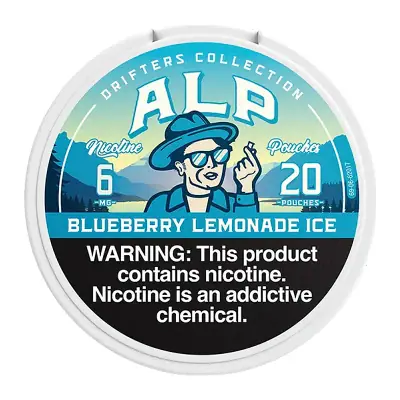 DRIFTERS COLLECTION
ALP
Nicotine
6
MG
Pouches
20
POUCHES
BLUEBERRY LEMONADE ICE
WARNING: This product
contains nicotine.
Nicotine is an addictive
chemical.